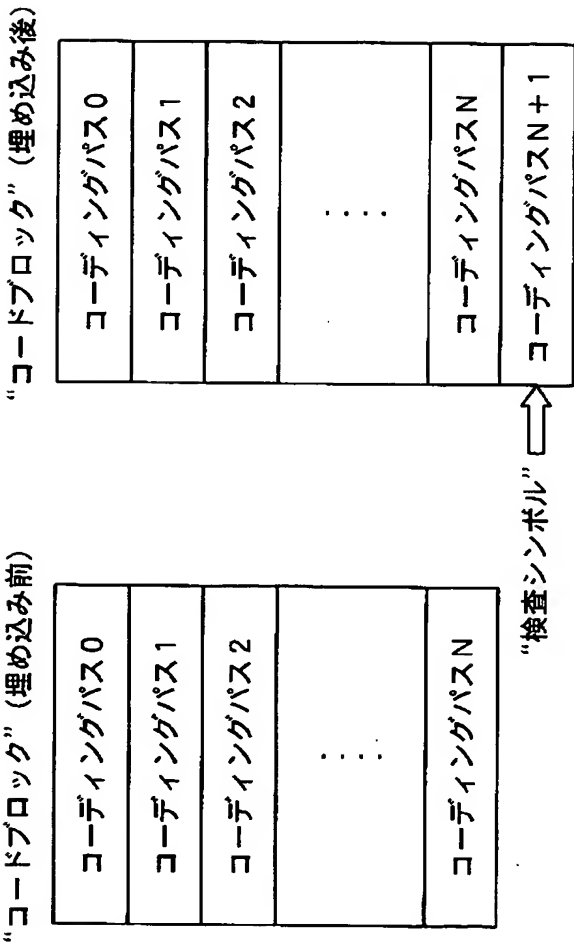 “コードブロック”（埋め込み前）
コーディングパス0
コーディングパス1
コーディングパス2
....
コーディングパスN
“コードブロック”（埋め込み後）
コーディングパス0
コーディングパス1
コーディングパス2
....
コーディングパスN
コーディングパスN+1
“検査シンボル”